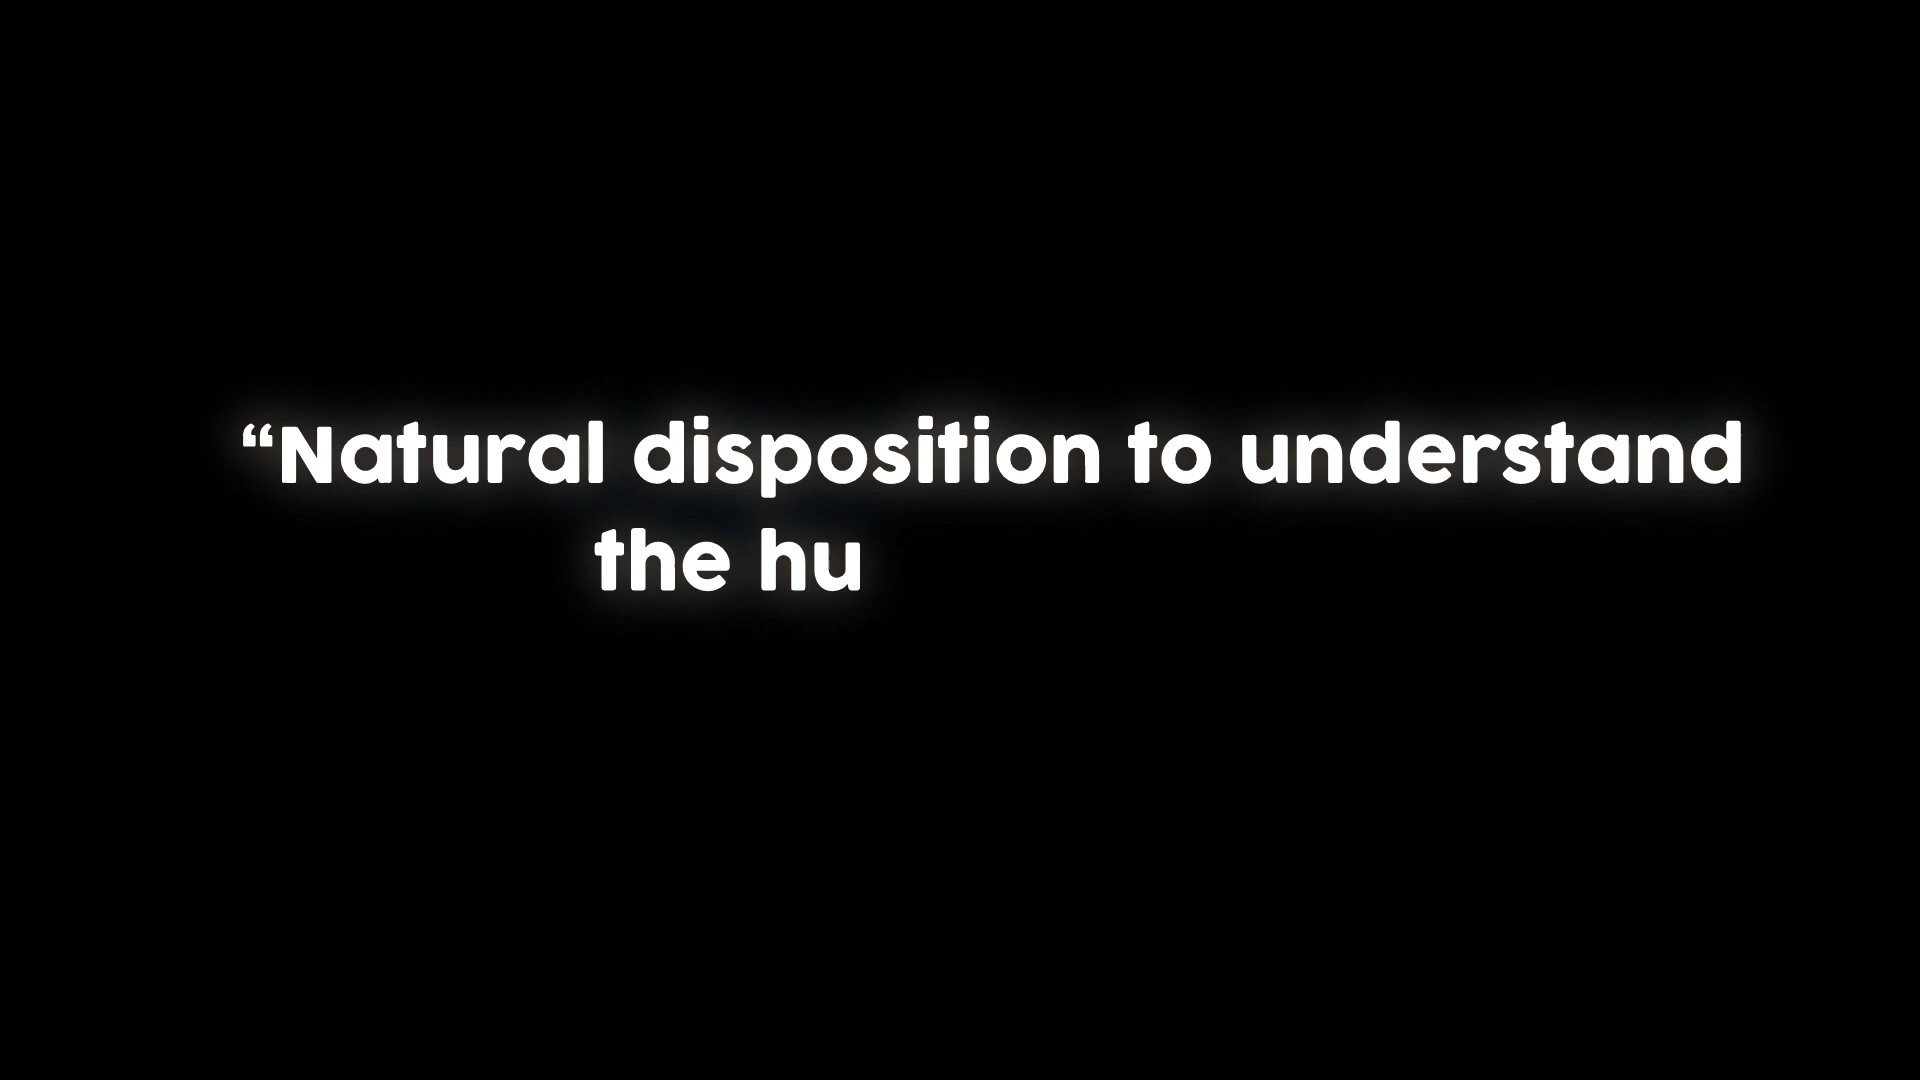 “Natural disposition to understand
the hu